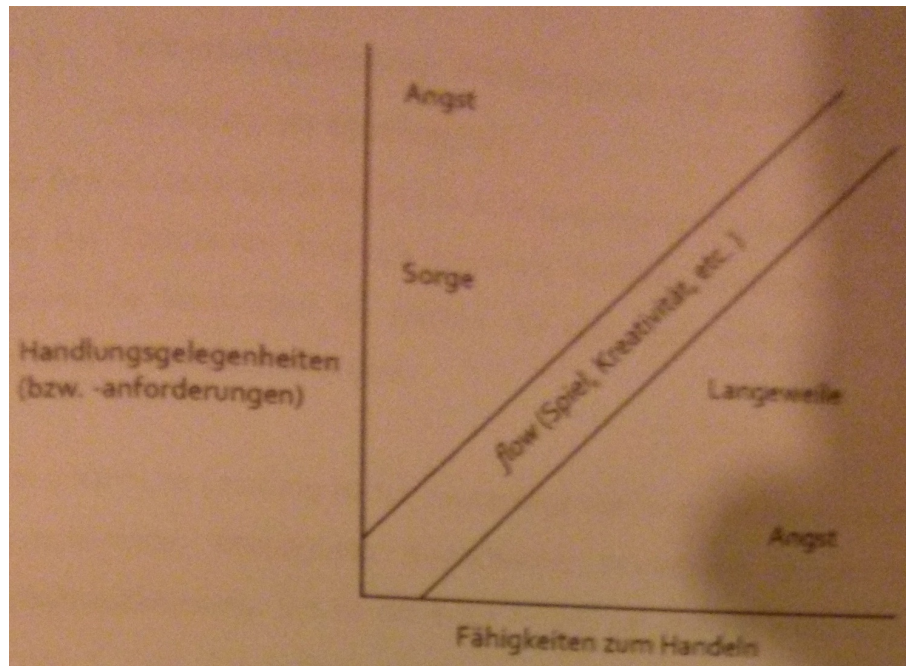 Angst
Sorge
Handlungsgelegenheiten
(bzw. -anforderungen)
flow (Spiel, Kreativität, etc.)
Langeweile
Angst
Fähigkeiten zum Handeln